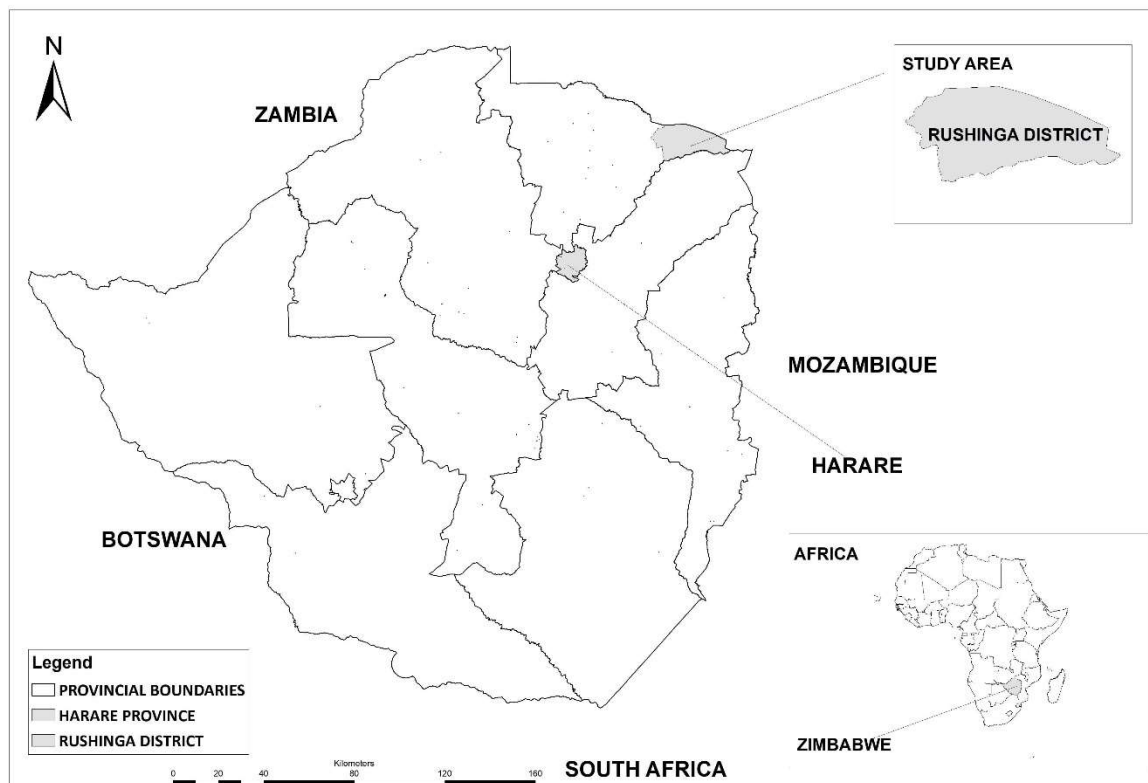 N
ZAMBIA
STUDY AREA
RUSHINGA DISTRICT
MOZAMBIQUE
HARARE
BOTSWANA
AFRICA
ZIMBABWE
Legend
PROVINCIAL BOUNDARIES
HARARE PROVINCE
RUSHINGA DISTRICT
Kilometers
0 20 40 80 120 160
SOUTH AFRICA